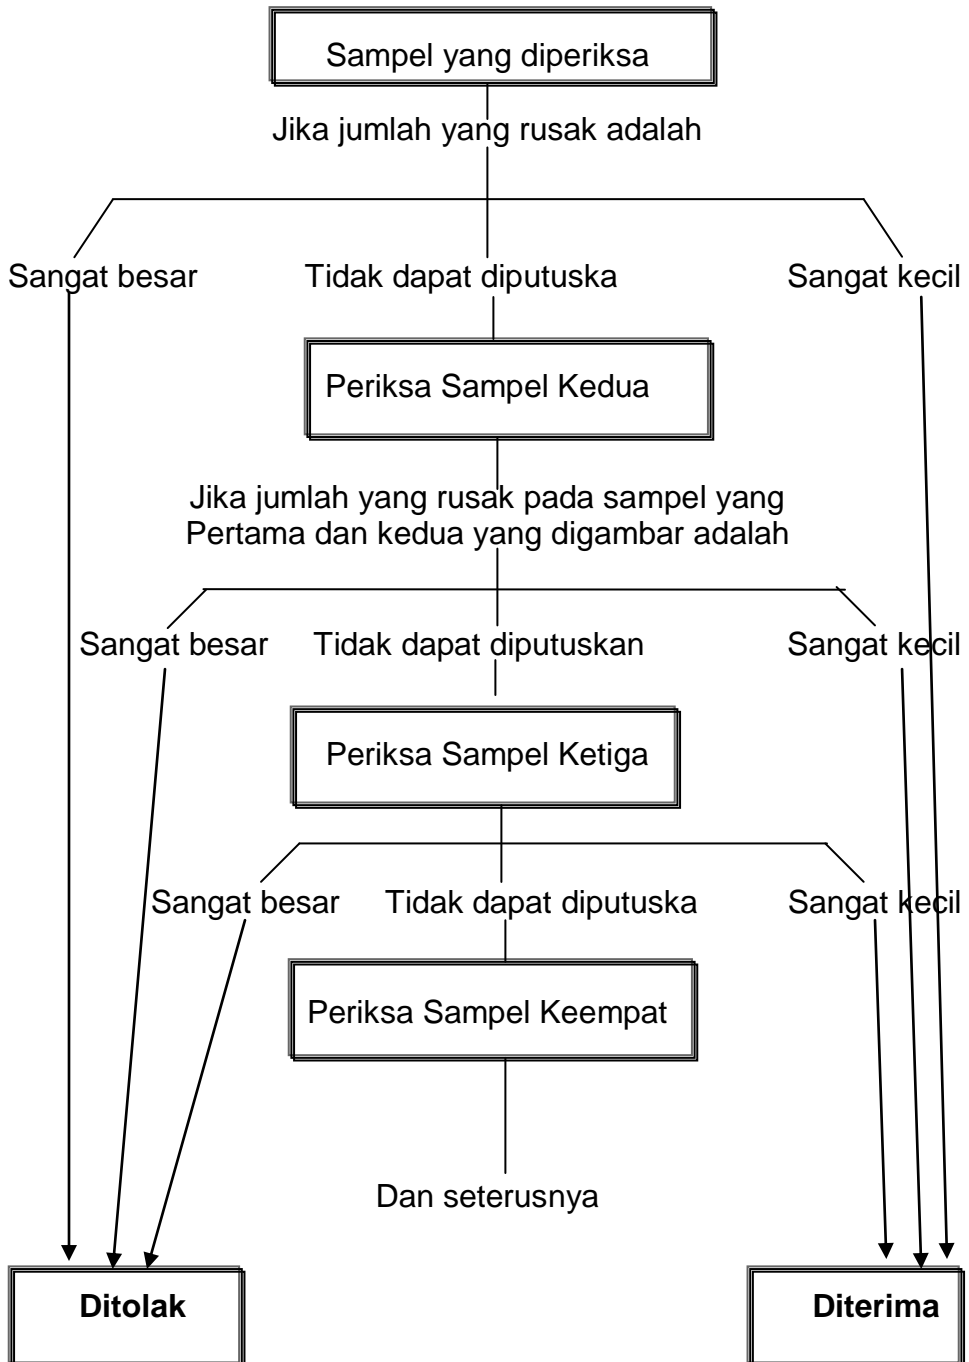 Sampel yang diperiksa
Jika jumlah yang rusak adalah
Sangat besar
Tidak dapat diputuska
Sangat kecil
Periksa Sampel Kedua
Jika jumlah yang rusak pada sampel yang
Pertama dan kedua yang digambar adalah
Sangat besar
Tidak dapat diputuskan
Sangat kecil
Periksa Sampel Ketiga
Sangat besar
Tidak dapat diputuska
Sangat kecil
Periksa Sampel Keempat
Dan seterusnya
Ditolak
Diterima